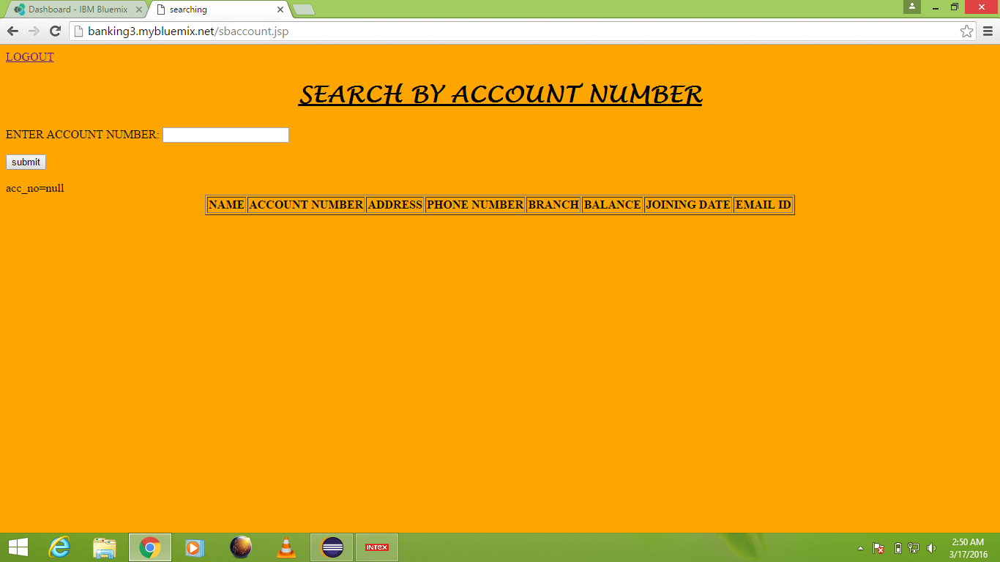 Dashboard - IBM Bluemix
searching
banking3.mybluemix.net/sbaccount.jsp
LOGOUT
SEARCH BY ACCOUNT NUMBER
ENTER ACCOUNT NUMBER:
submit
acc_no=null
NAME ACCOUNT NUMBER ADDRESS PHONE NUMBER BRANCH BALANCE JOINING DATE EMAIL ID
INTEX
2:50 AM
3/17/2016